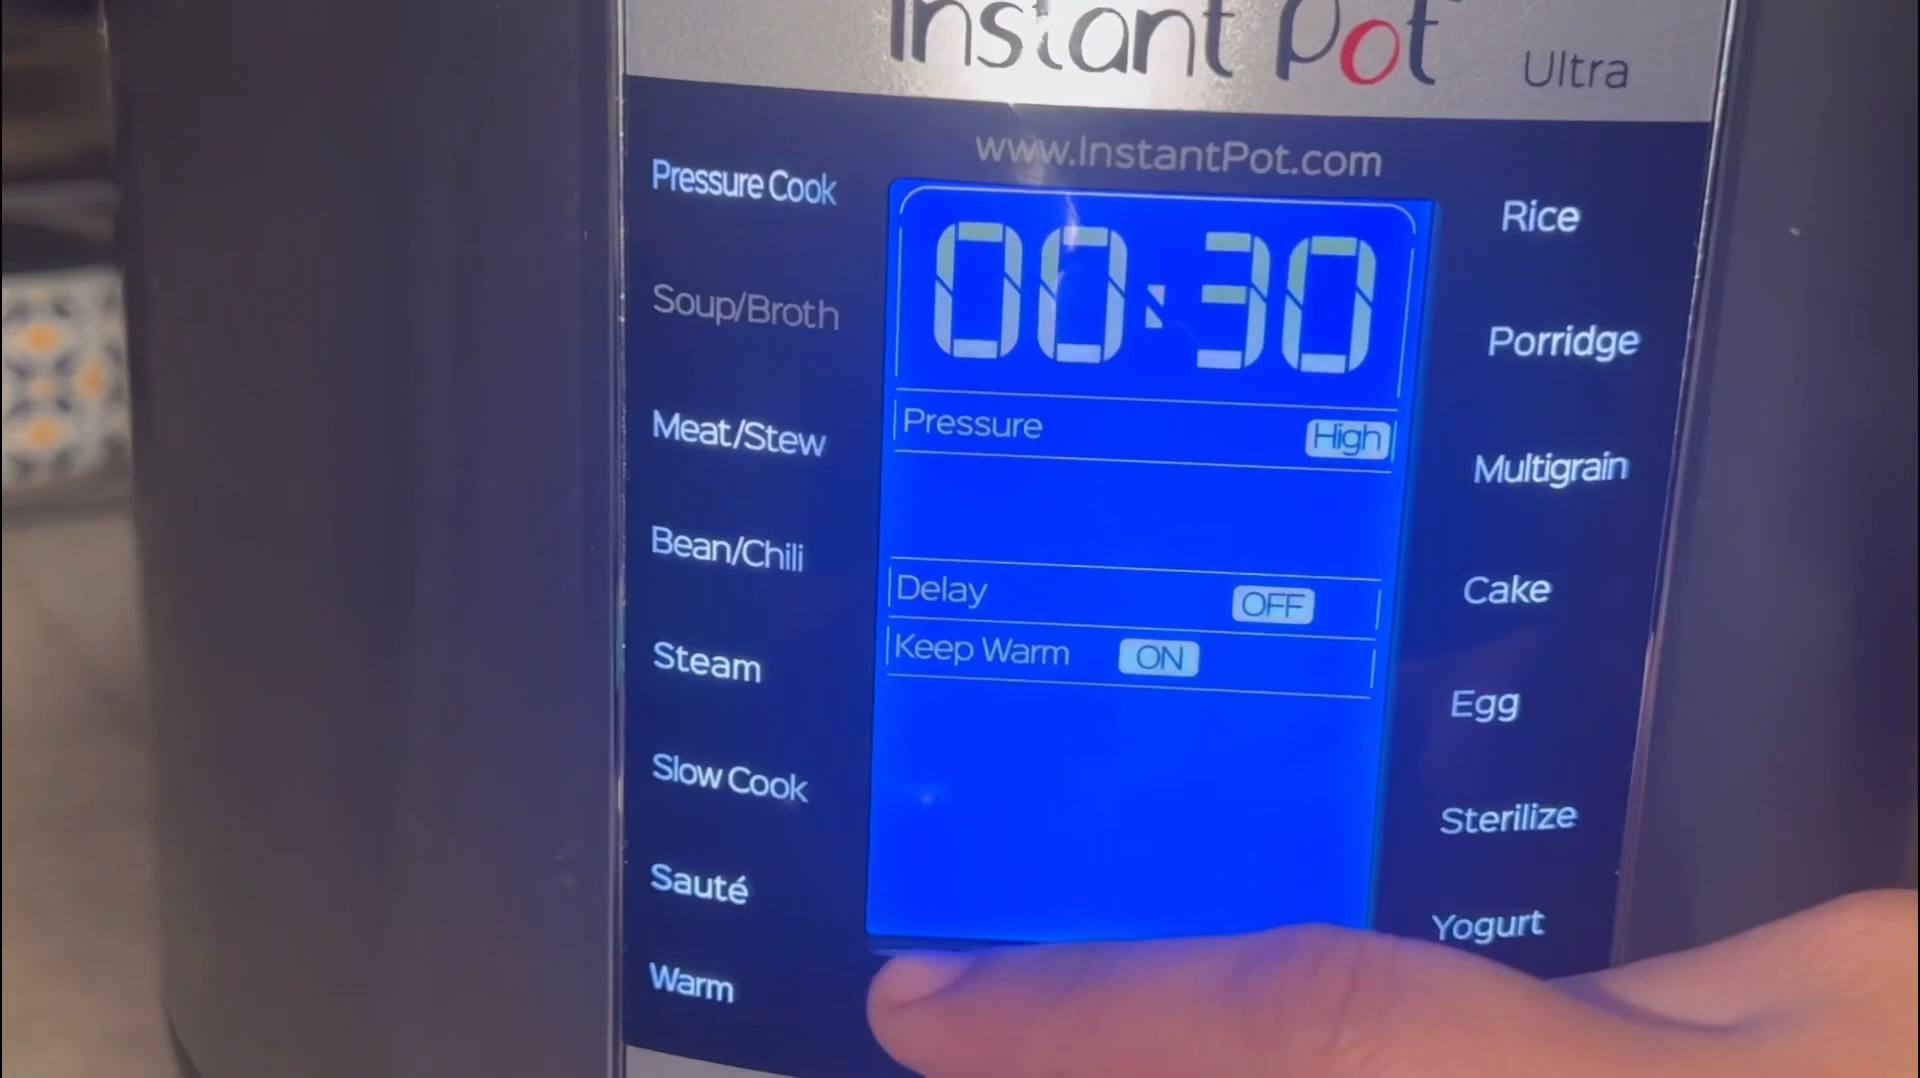 Instant Pot Ultra
www.InstantPot.com
Pressure Cook
Soup/Broth
Meat/Stew
Bean/Chili
Steam
Slow Cook
Sauté
Warm
00:30
Pressure High
Delay OFF
Keep Warm ON
Rice
Porridge
Multigrain
Cake
Egg
Sterilize
Yogurt